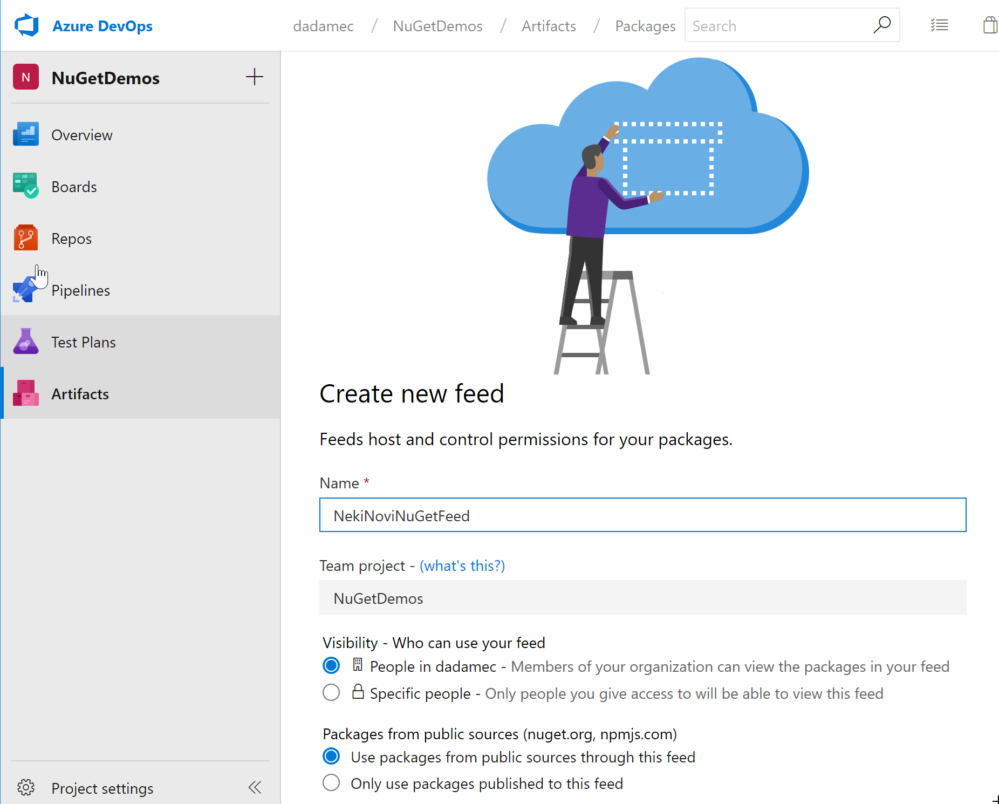 Azure DevOps
dadamec / NuGetDemos / Artifacts / Packages
Search
N
NuGetDemos
Overview
Boards
Repos
Pipelines
Test Plans
Artifacts
Project settings
Create new feed
Feeds host and control permissions for your packages.
Name *
NekiNoviNuGetFeed
Team project - (what's this?)
NuGetDemos
Visibility - Who can use your feed
People in dadamec - Members of your organization can view the packages in your feed
Specific people - Only people you give access to will be able to view this feed
Packages from public sources (nuget.org, npmjs.com)
Use packages from public sources through this feed
Only use packages published to this feed